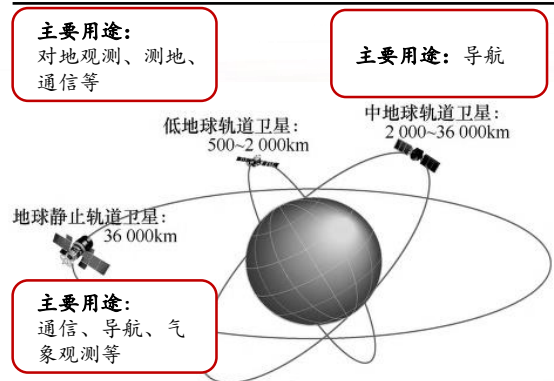 主要用途：
对地观测、测地、
通信等
主要用途：导航
低地球轨道卫星：
500~2 000km
中地球轨道卫星：
2 000~36 000km
地球静止轨道卫星：
36 000km
主要用途：
通信、导航、气
象观测等